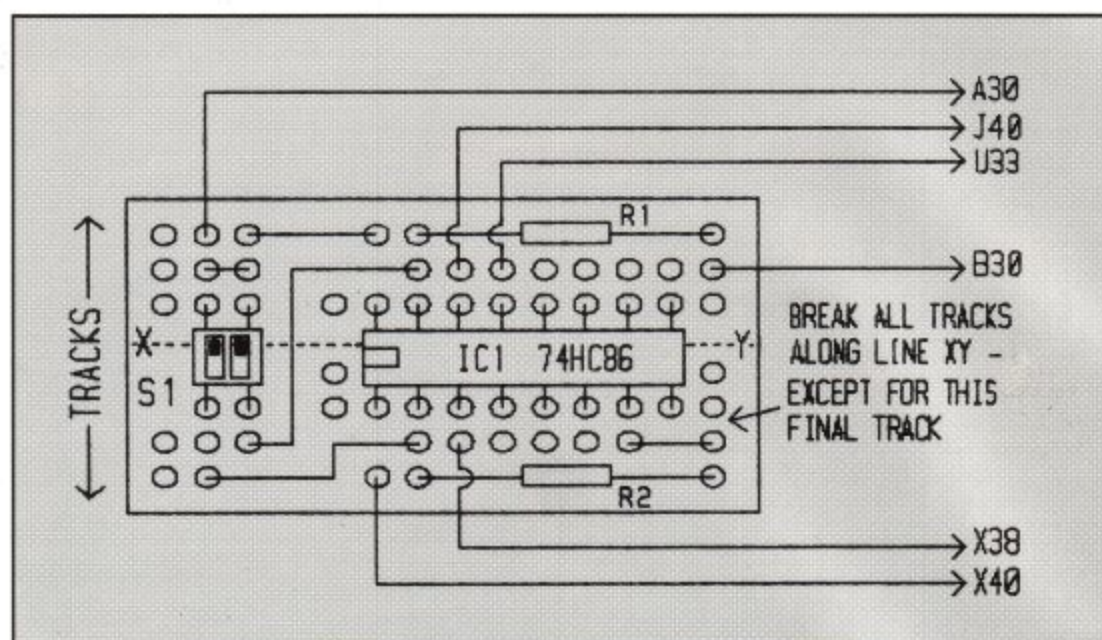 A30
J40
U33
R1
B30
TRACKS
X
Y
BREAK ALL TRACKS
ALONG LINE XY -
EXCEPT FOR THIS
FINAL TRACK
IC1 74HC86
S1
R2
X38
X40